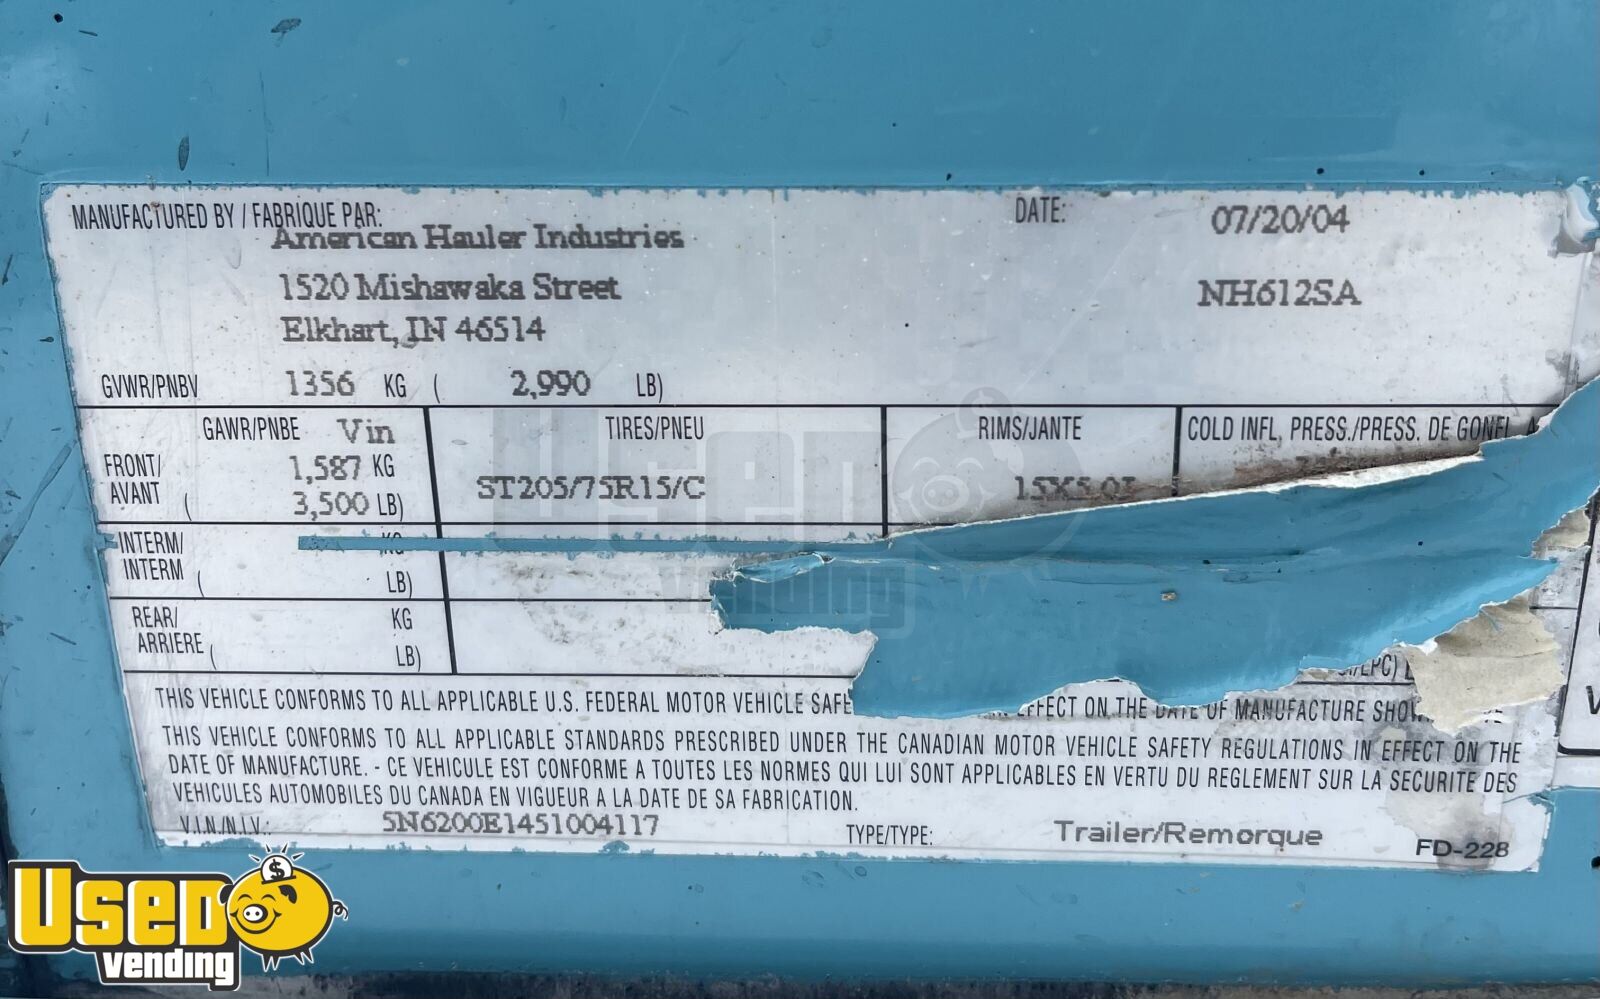 MANUFACTURED BY / FABRIQUE PAR:
American Hauler Industries
DATE: 07/20/04
1520 Mishawaka Street
NH612SA
Elkhart, IN 46514
GVWR/PNBV 1356 KG ( 2,990 LB)
GAWR/PNBE Vin TIRES/PNEU RIMS/JANTE COLD INFL, PRESS./PRESS. DE GONFL
FRONT/ 1,587 KG
AVANT ( 3,500 LB) ST205/75R15/C 15X5.0J
INTERM/ KG
INTERM ( LB)
REAR/ KG
ARRIERE ( LB)
THIS VEHICLE CONFORMS TO ALL APPLICABLE U.S. FEDERAL MOTOR VEHICLE EFFECT ON THE DATE OF MANUFACTURE
THIS VEHICLE CONFORMS TO ALL APPLICABLE STANDARDS PRESCRIBED UNDER THE CANADIAN MOTOR VEHICLE SAFETY REGULATIONS IN EFFECT ON THE
DATE OF MANUFACTURE. - CE VEHICULE EST CONFORME A TOUTES LES NORMES QUI LUI SONT APPLICABLES EN VERTU DU REGLEMENT SUR LA SECURITE DES
VEHICULES AUTOMOBILES DU CANADA EN VIGUEUR A LA DATE DE SA FABRICATION.
V.I.N./N.I.V.: 5N6200E1451004117 TYPE/TYPE: Trailer/Remorque FD-228
USED
vending
USED
vending